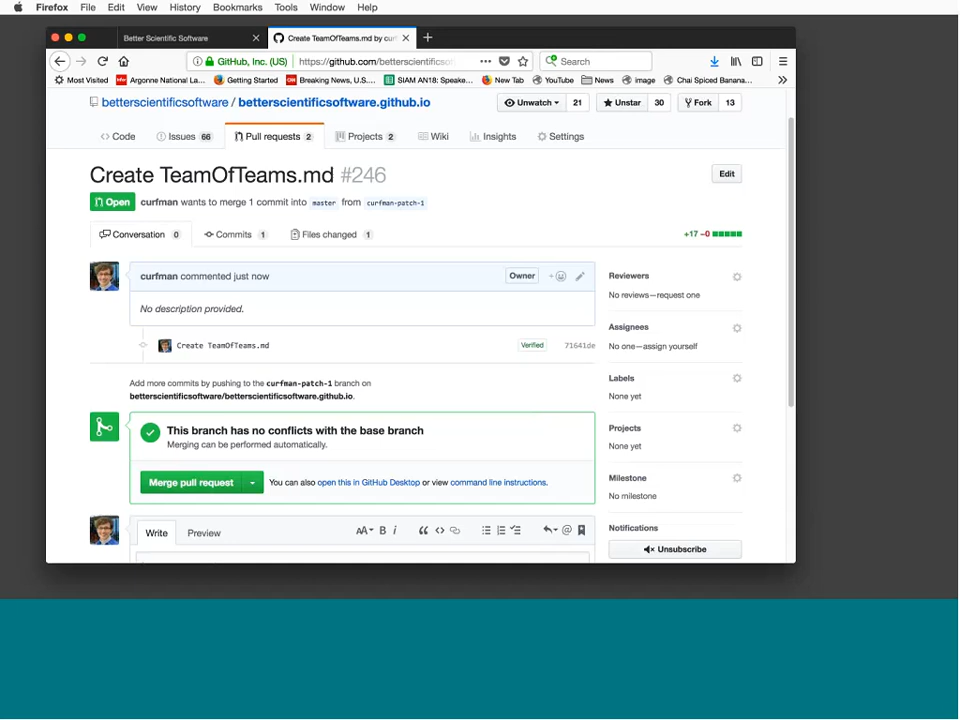 Firefox File Edit View History Bookmarks Tools Window Help
Better Scientific Software × Create TeamOfTeams.md by cur × +
GitHub, Inc. (US) https://github.com/betterscientificso Search
Most Visited Argonne National La... Getting Started Breaking News, U.S.... SIAM AN18: Speake... New Tab YouTube News image Chai Spiced Banana... »
betterscientificsoftware / betterscientificsoftware.github.io Unwatch 21 Unstar 30 Fork 13
Code Issues 66 Pull requests 2 Projects 2 Wiki Insights Settings
Create TeamOfTeams.md #246 Edit
Open curfman wants to merge 1 commit into master from curfman-patch-1
Conversation 0 Commits 1 Files changed 1 +17 −0
curfman commented just now Owner
No description provided.
Create TeamOfTeams.md Verified 71641de
Add more commits by pushing to the curfman-patch-1 branch on
betterscientificsoftware/betterscientificsoftware.github.io.
This branch has no conflicts with the base branch
Merging can be performed automatically.
Merge pull request You can also open this in GitHub Desktop or view command line instructions.
Write Preview AA B i
Reviewers
No reviews—request one
Assignees
No one—assign yourself
Labels
None yet
Projects
None yet
Milestone
No milestone
Notifications
Unsubscribe